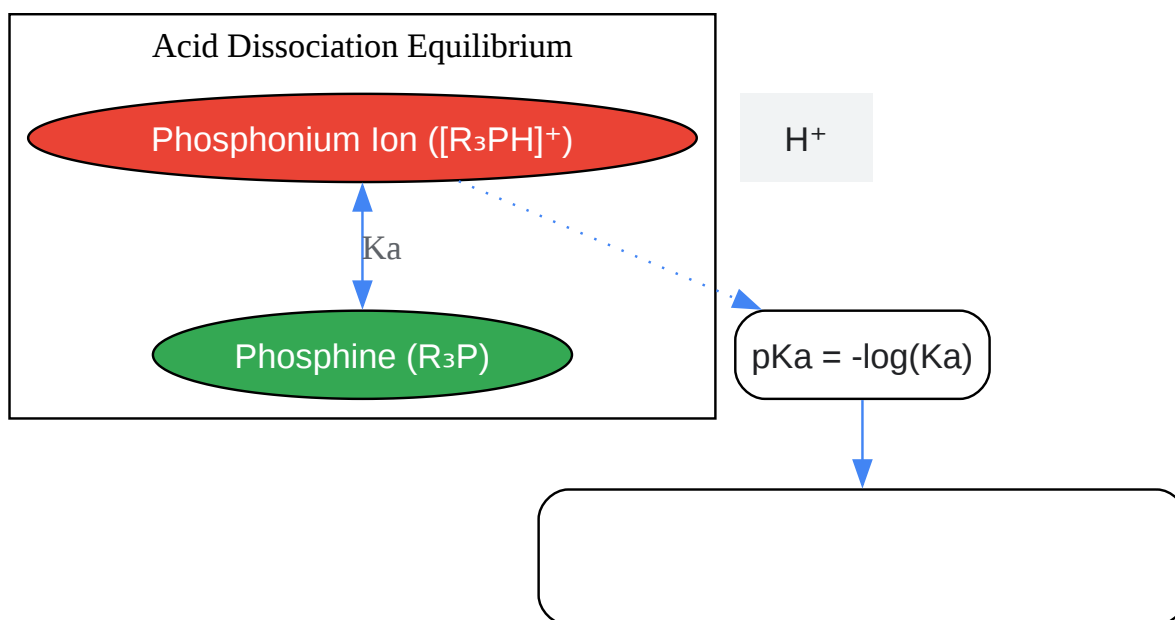 Acid Dissociation Equilibrium
Phosphonium Ion ([R₃PH]⁺)
H⁺
Ka
Phosphine (R₃P)
pKa = -log(Ka)